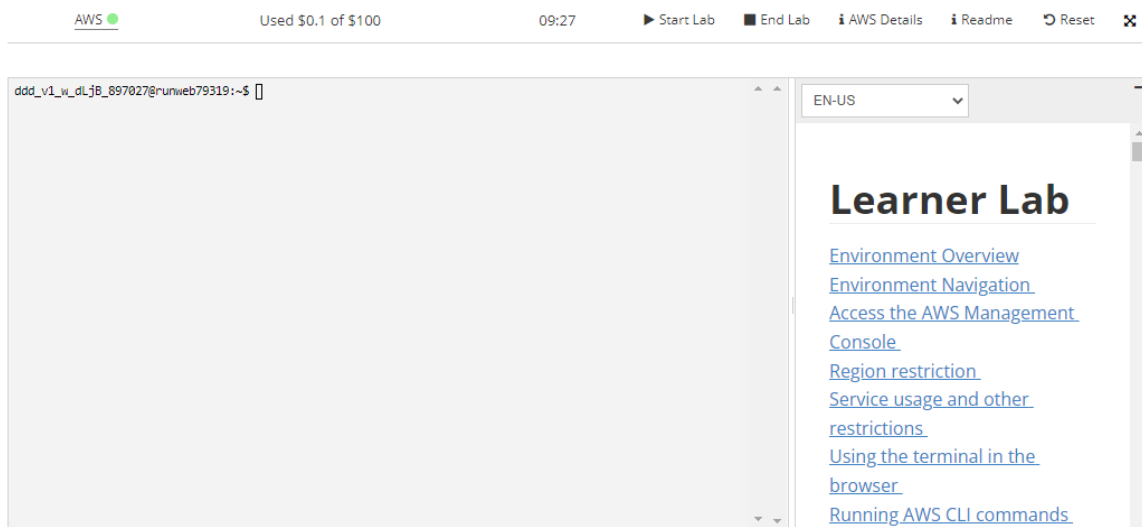 AWS Used $0.1 of $100 09:27 Start Lab End Lab AWS Details Readme Reset
ddd_v1_w_dLjB_897027@runweb79319:~$
EN-US
Learner Lab
Environment Overview
Environment Navigation
Access the AWS Management
Console
Region restriction
Service usage and other
restrictions
Using the terminal in the
browser
Running AWS CLI commands